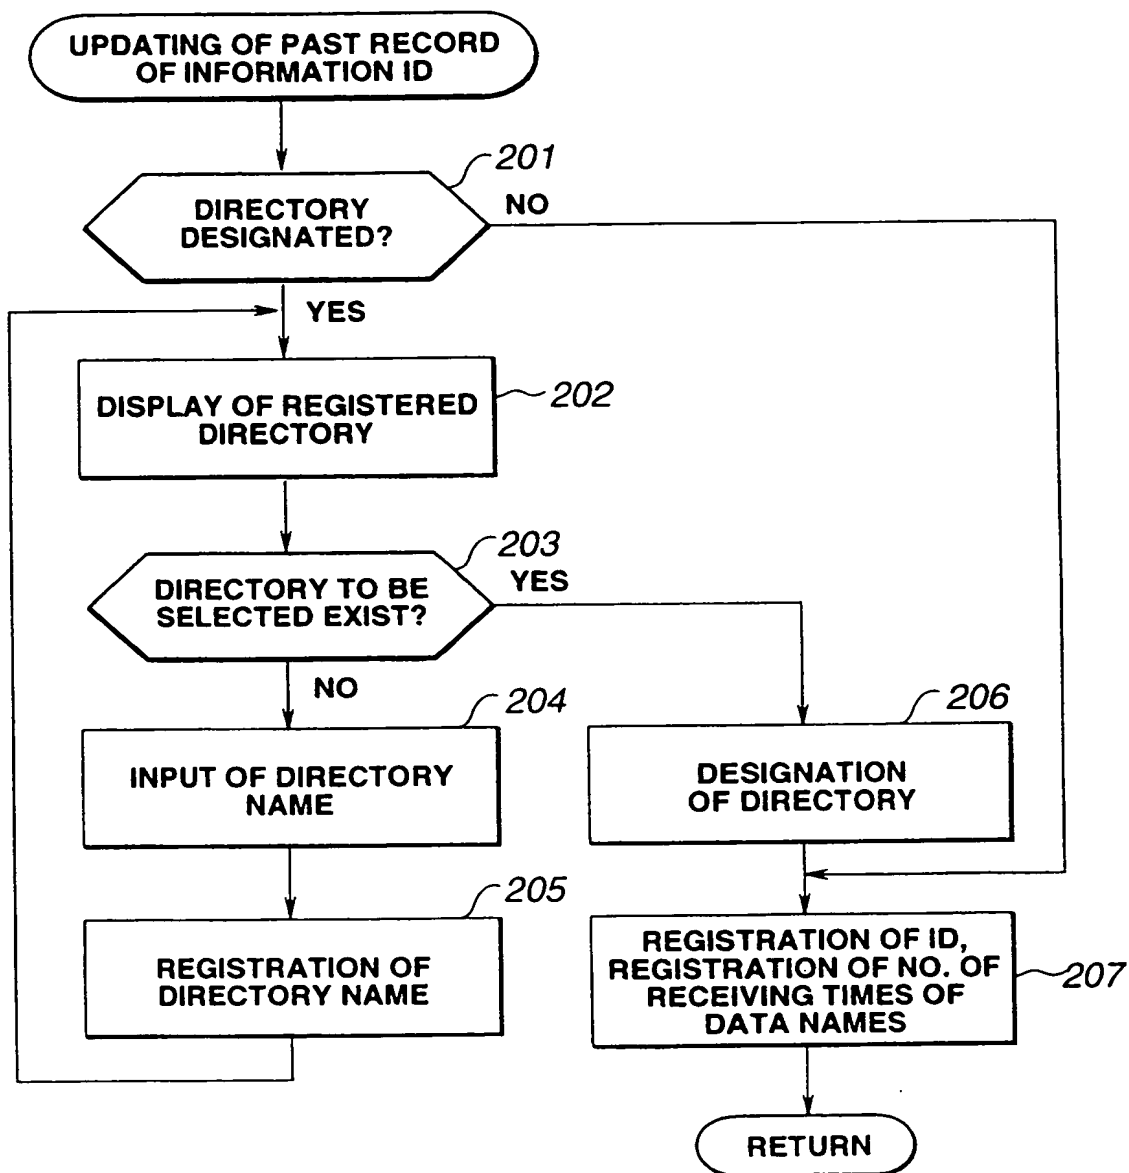 UPDATING OF PAST RECORD
OF INFORMATION ID
201
DIRECTORY
DESIGNATED?
NO
YES
DISPLAY OF REGISTERED
DIRECTORY
202
203
DIRECTORY TO BE
SELECTED EXIST?
YES
NO
204
INPUT OF DIRECTORY
NAME
206
DESIGNATION
OF DIRECTORY
205
REGISTRATION OF
DIRECTORY NAME
REGISTRATION OF ID,
REGISTRATION OF NO. OF
RECEIVING TIMES OF
DATA NAMES
207
RETURN